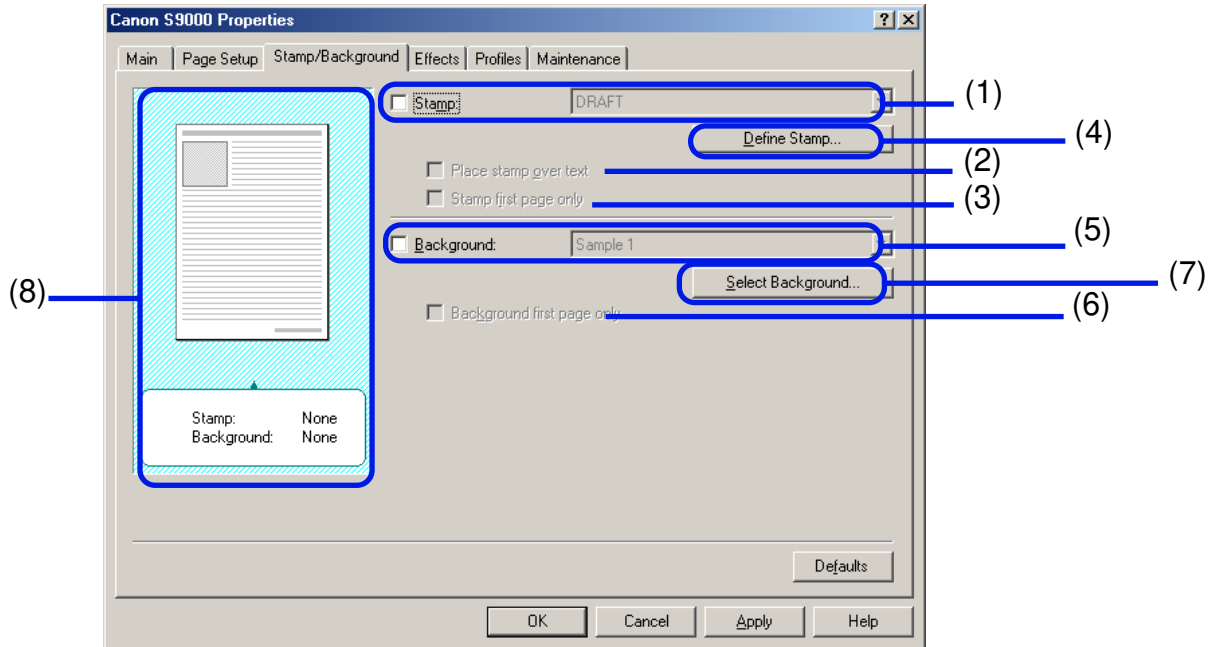 Canon S9000 Properties
Main Page Setup Stamp/Background Effects Profiles Maintenance
Stamp: DRAFT (1)
Define Stamp... (4)
Place stamp over text (2)
Stamp first page only (3)
Background: Sample 1 (5)
Select Background... (7)
(8)
Background first page only (6)
Stamp: None
Background: None
Defaults
OK Cancel Apply Help